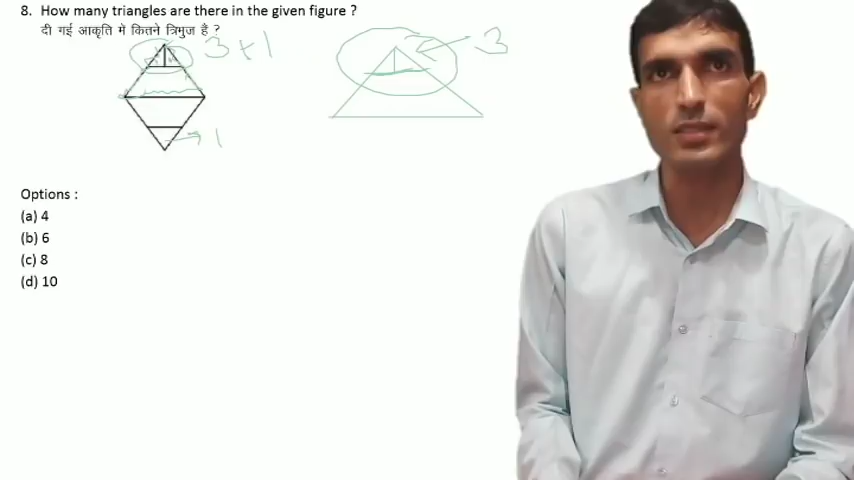 8. How many triangles are there in the given figure ?
दी गई आकृति मे कितने त्रिभुज हैं ?
3 + 1
3
1
Options :
(a) 4
(b) 6
(c) 8
(d) 10